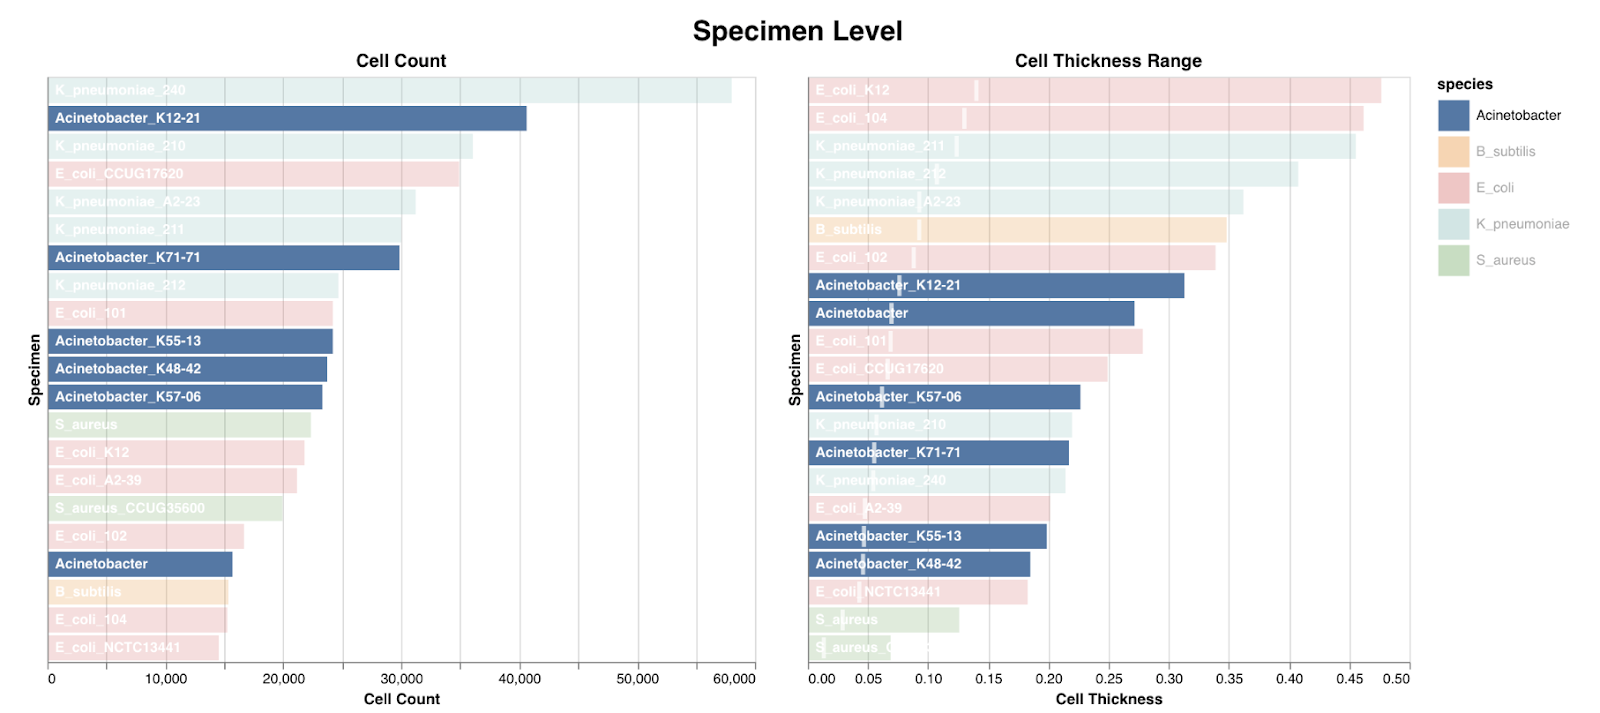 Specimen Level
Cell Count
K_pneumoniae_240
Acinetobacter_K12-21
K_pneumoniae_210
E_coli_CCUG17620
K_pneumoniae_A2-23
K_pneumoniae_211
Acinetobacter_K71-71
K_pneumoniae_212
E_coli_101
Acinetobacter_K55-13
Acinetobacter_K48-42
Acinetobacter_K57-06
S_aureus
E_coli_K12
E_coli_A2-39
S_aureus_CCUG35600
E_coli_102
Acinetobacter
B_subtilis
E_coli_104
E_coli_NCTC13441
Specimen
0 10,000 20,000 30,000 40,000 50,000 60,000
Cell Count
Cell Thickness Range
E_coli_K12
E_coli_104
K_pneumoniae_211
K_pneumoniae_212
K_pneumoniae_A2-23
B_subtilis
E_coli_102
Acinetobacter_K12-21
Acinetobacter
E_coli_101
E_coli_CCUG17620
Acinetobacter_K57-06
K_pneumoniae_210
Acinetobacter_K71-71
K_pneumoniae_240
E_coli_A2-39
Acinetobacter_K55-13
Acinetobacter_K48-42
E_coli_NCTC13441
S_aureus
Specimen
0.00 0.05 0.10 0.15 0.20 0.25 0.30 0.35 0.40 0.45 0.50
Cell Thickness
species
Acinetobacter
B_subtilis
E_coli
K_pneumoniae
S_aureus